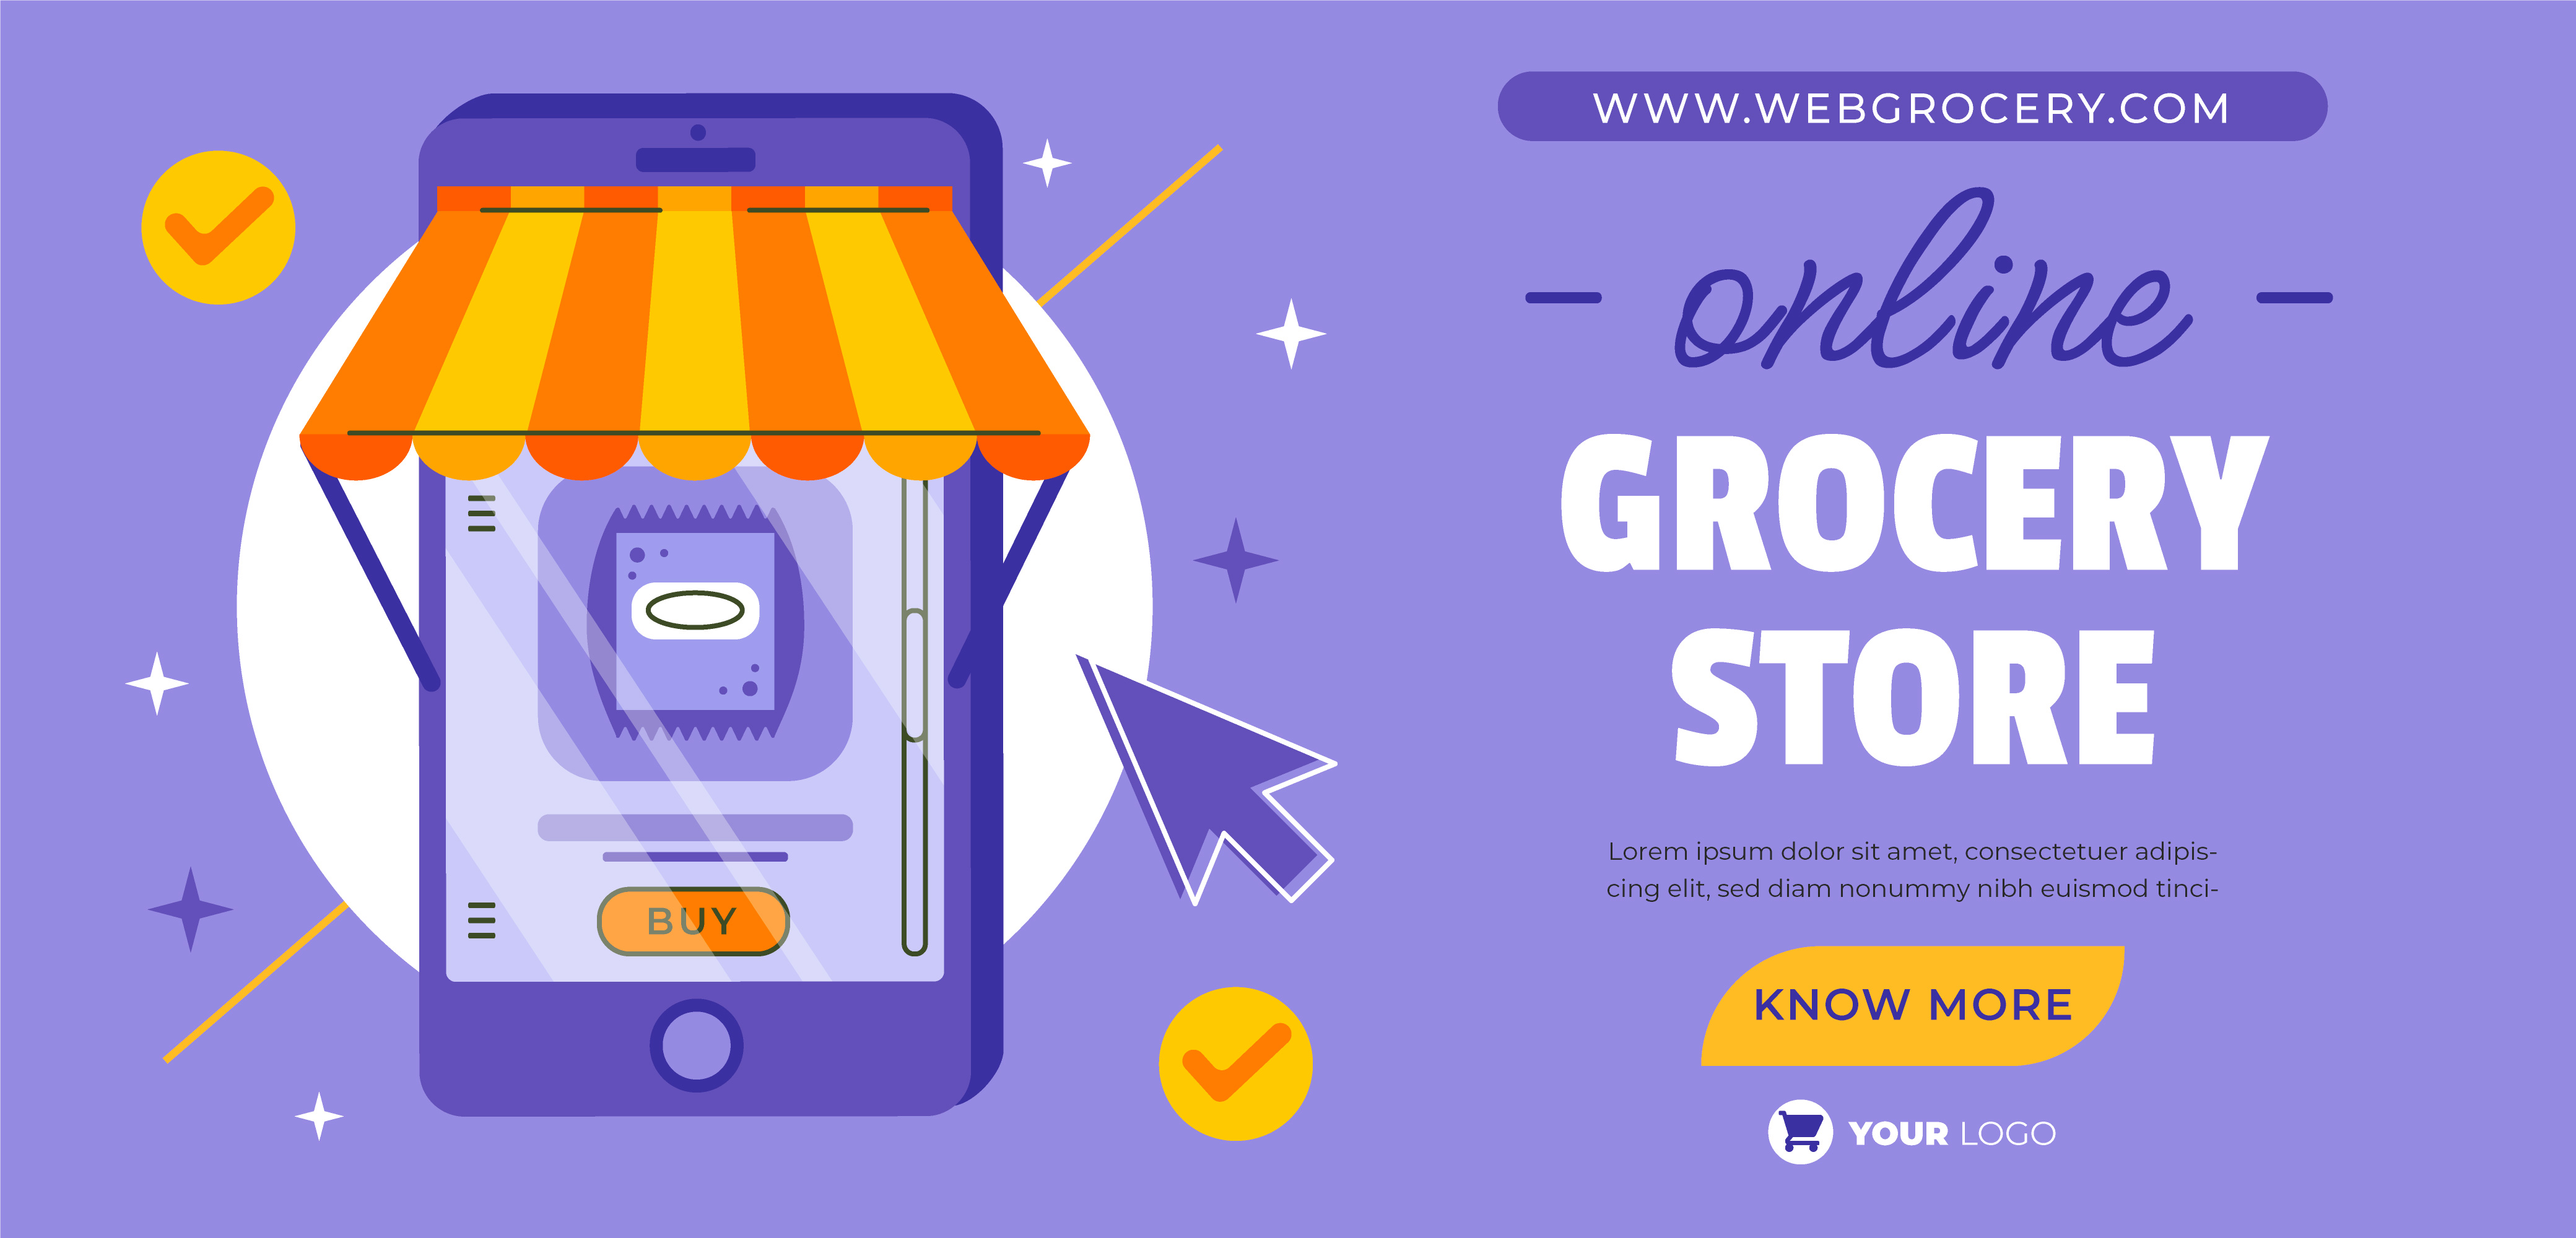 WWW.WEBGROCERY.COM
online
GROCERY
STORE
Lorem ipsum dolor sit amet, consectetuer adipis-
cing elit, sed diam nonummy nibh euismod tinci-
BUY
KNOW MORE
YOUR LOGO